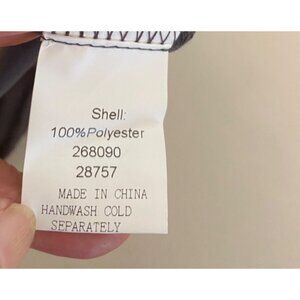 Shell:
100%Polyester
268090
28757
MADE IN CHINA
HANDWASH COLD
SEPARATELY